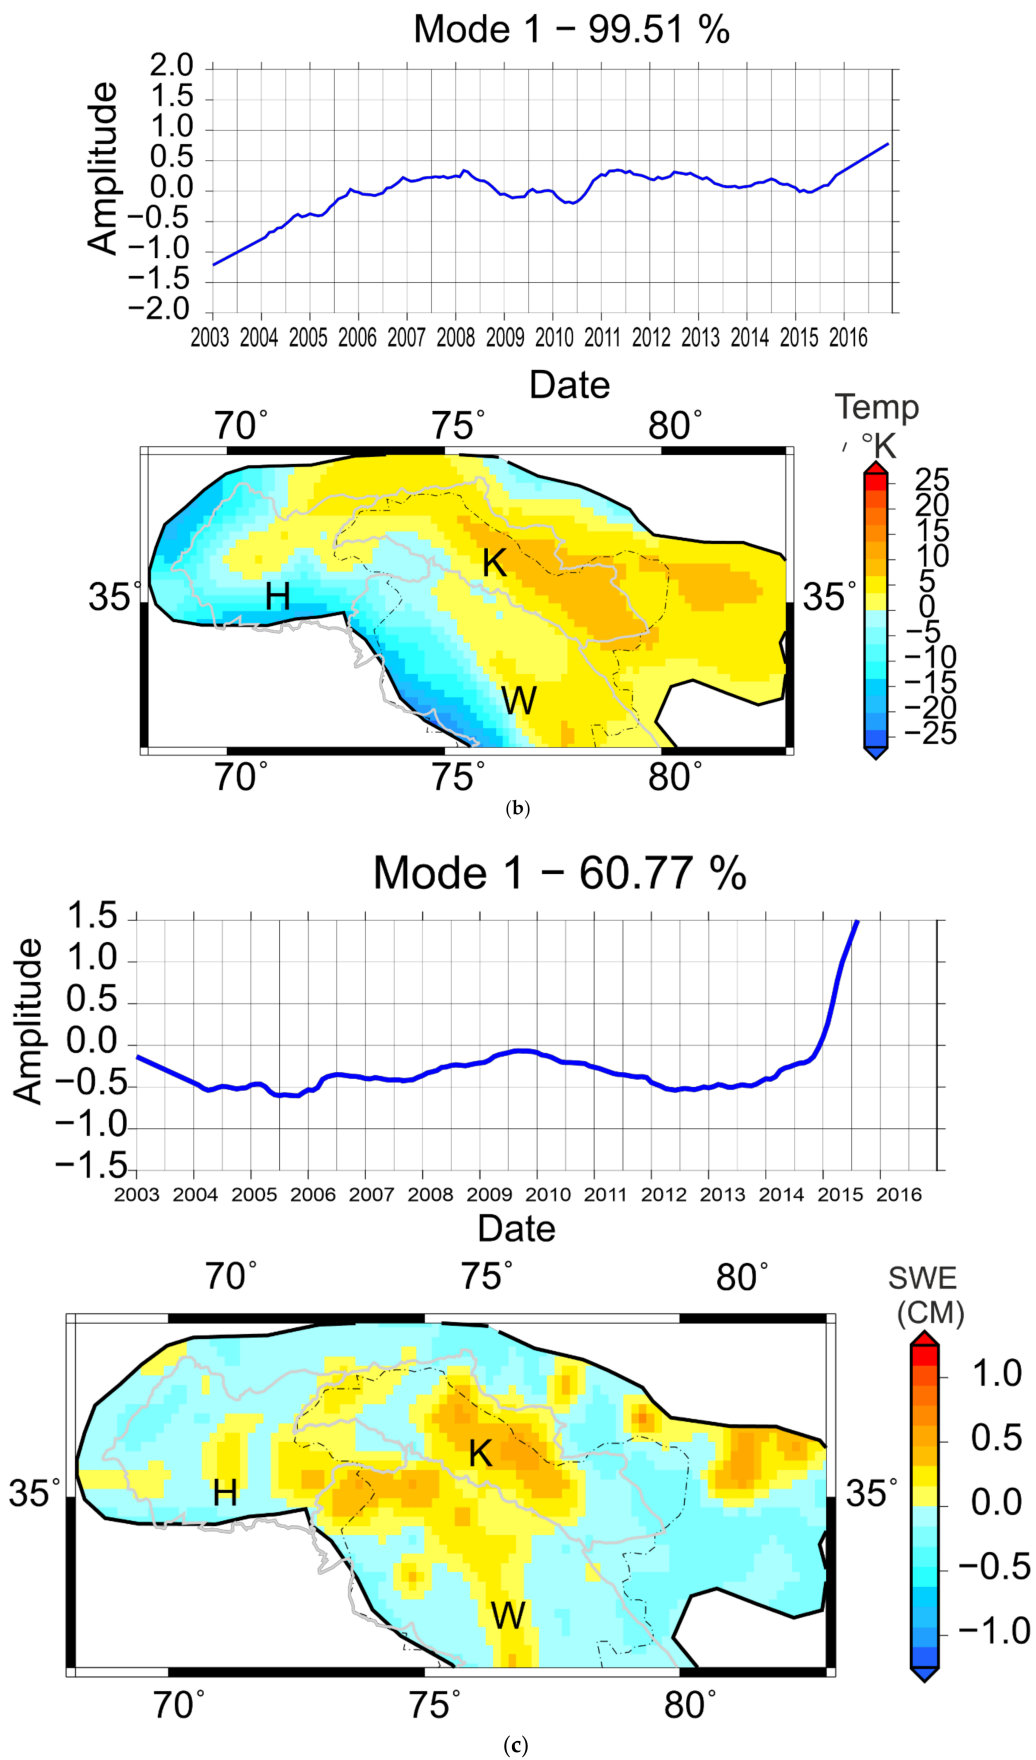 Mode 1 − 99.51 %
2.0
1.5
1.0
0.5
0.0
−0.5
−1.0
−1.5
−2.0
Amplitude
2003 2004 2005 2006 2007 2008 2009 2010 2011 2012 2013 2014 2015 2016
Date
70° 75° 80°
Temp
, °K
25
20
15
10
5
0
−5
−10
−15
−20
−25
35° 35°
K
H
W
70° 75° 80°
(b)
Mode 1 − 60.77 %
1.5
1.0
0.5
0.0
−0.5
−1.0
−1.5
Amplitude
2003 2004 2005 2006 2007 2008 2009 2010 2011 2012 2013 2014 2015 2016
Date
70° 75° 80°
SWE
(CM)
1.0
0.5
0.0
−0.5
−1.0
35° 35°
K
H
W
70° 75° 80°
(c)